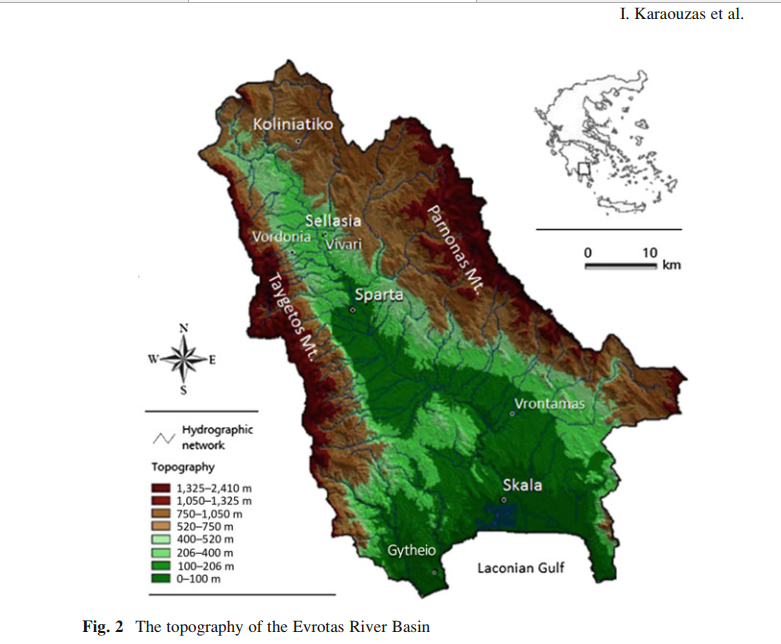 I. Karaouzas et al.
Koliniatiko
Parnonas Mt.
Sellasia
Vordonia
Vivari
0 10
km
Taygetos Mt.
Sparta
N
W E
S
Vrontamas
Hydrographic
network
Topography
1,325–2,410 m
1,050–1,325 m
750–1,050 m
520–750 m
400–520 m
206–400 m
100–206 m
0–100 m
Skala
Gytheio
Laconian Gulf
Fig. 2 The topography of the Evrotas River Basin